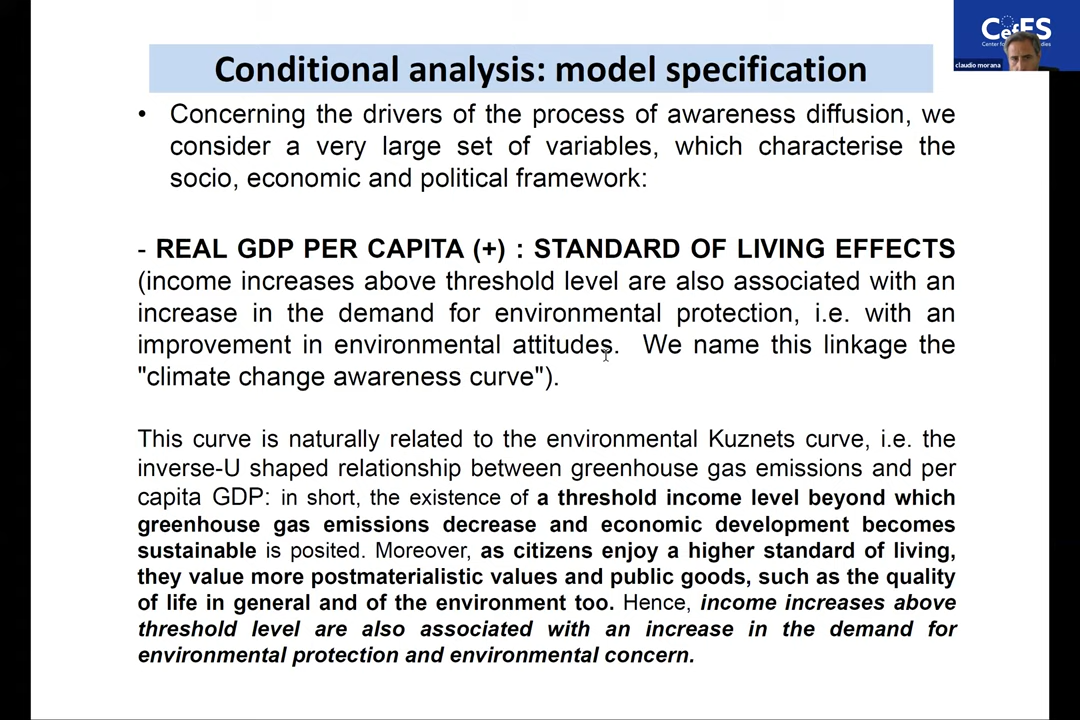 CefES
Center for
claudio morana
Conditional analysis: model specification
• Concerning the drivers of the process of awareness diffusion, we
consider a very large set of variables, which characterise the
socio, economic and political framework:
- REAL GDP PER CAPITA (+) : STANDARD OF LIVING EFFECTS
(income increases above threshold level are also associated with an
increase in the demand for environmental protection, i.e. with an
improvement in environmental attitudes. We name this linkage the
"climate change awareness curve").
This curve is naturally related to the environmental Kuznets curve, i.e. the
inverse-U shaped relationship between greenhouse gas emissions and per
capita GDP: in short, the existence of a threshold income level beyond which
greenhouse gas emissions decrease and economic development becomes
sustainable is posited. Moreover, as citizens enjoy a higher standard of living,
they value more postmaterialistic values and public goods, such as the quality
of life in general and of the environment too. Hence, income increases above
threshold level are also associated with an increase in the demand for
environmental protection and environmental concern.